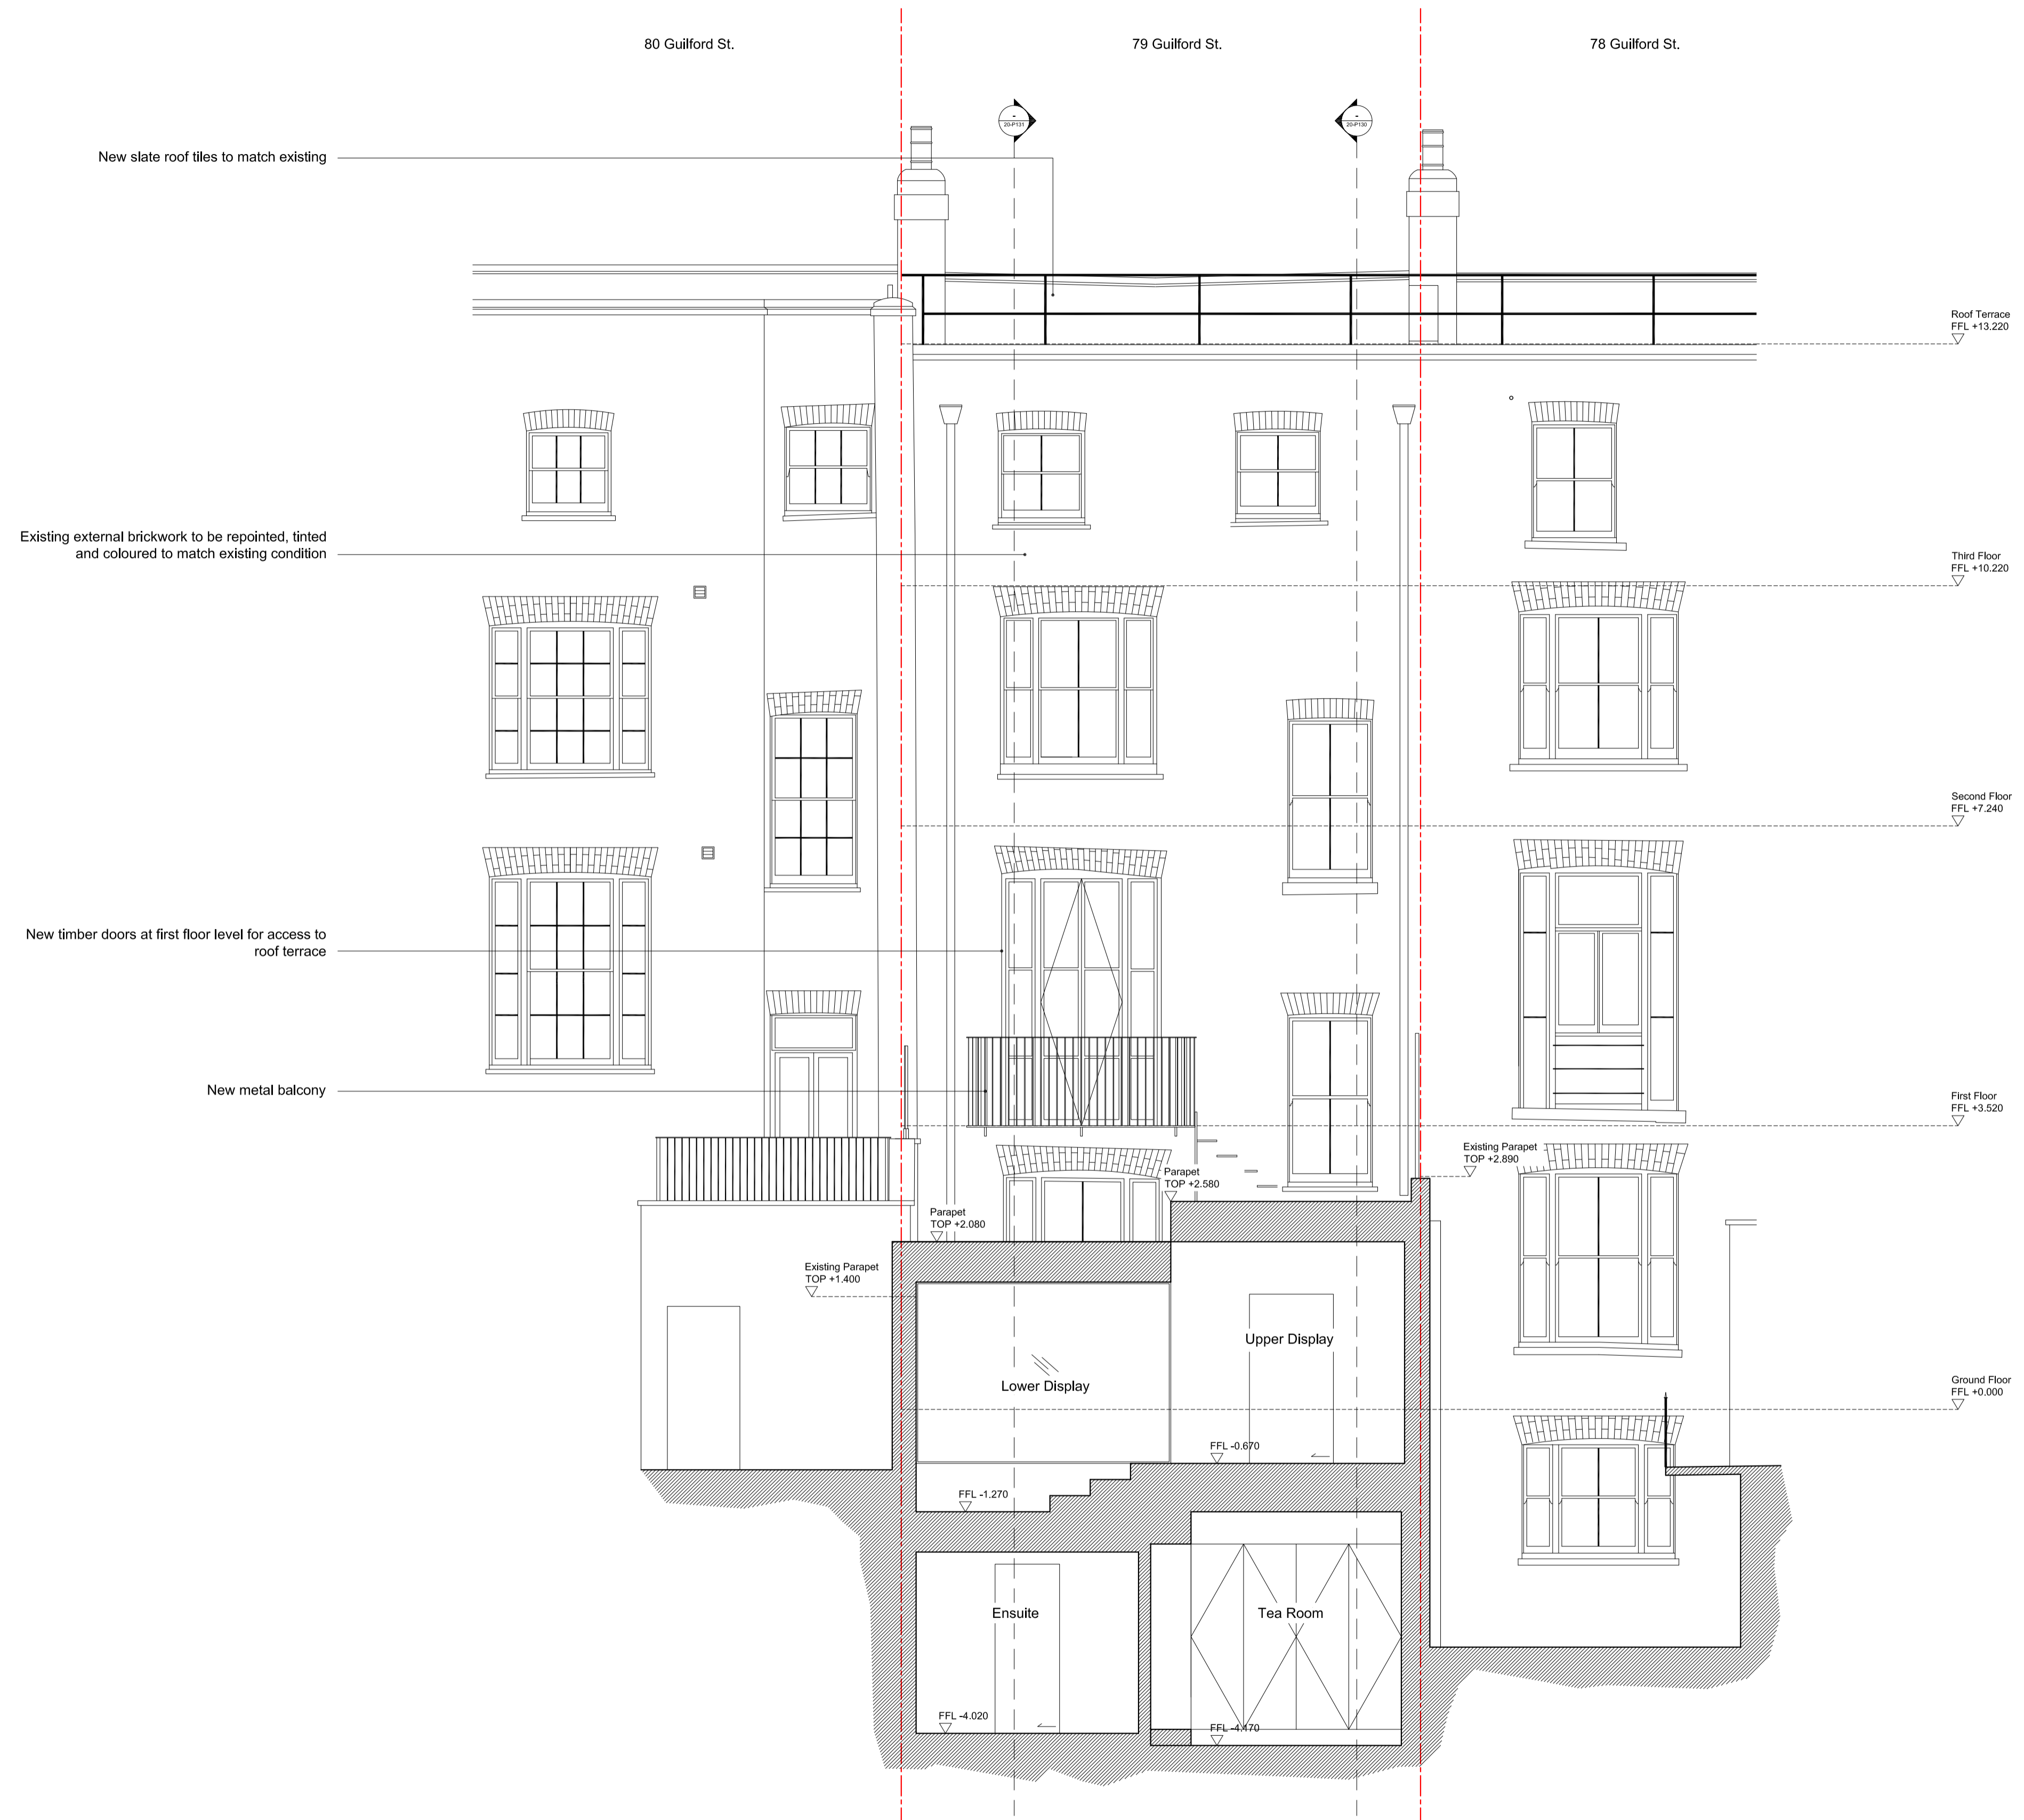 80 Guilford St.
79 Guilford St.
78 Guilford St.
-
20-P131
-
20-P130
New slate roof tiles to match existing
Roof Terrace
FFL +13.220
Existing external brickwork to be repointed, tinted
and coloured to match existing condition
Third Floor
FFL +10.220
Second Floor
FFL +7.240
New timber doors at first floor level for access to
roof terrace
New metal balcony
First Floor
FFL +3.520
Existing Parapet
TOP +2.890
Parapet
TOP +2.580
Parapet
TOP +2.080
Existing Parapet
TOP +1.400
Upper Display
Lower Display
Ground Floor
FFL +0.000
FFL -0.670
FFL -1.270
Ensuite
Tea Room
FFL -4.020
FFL -4.170